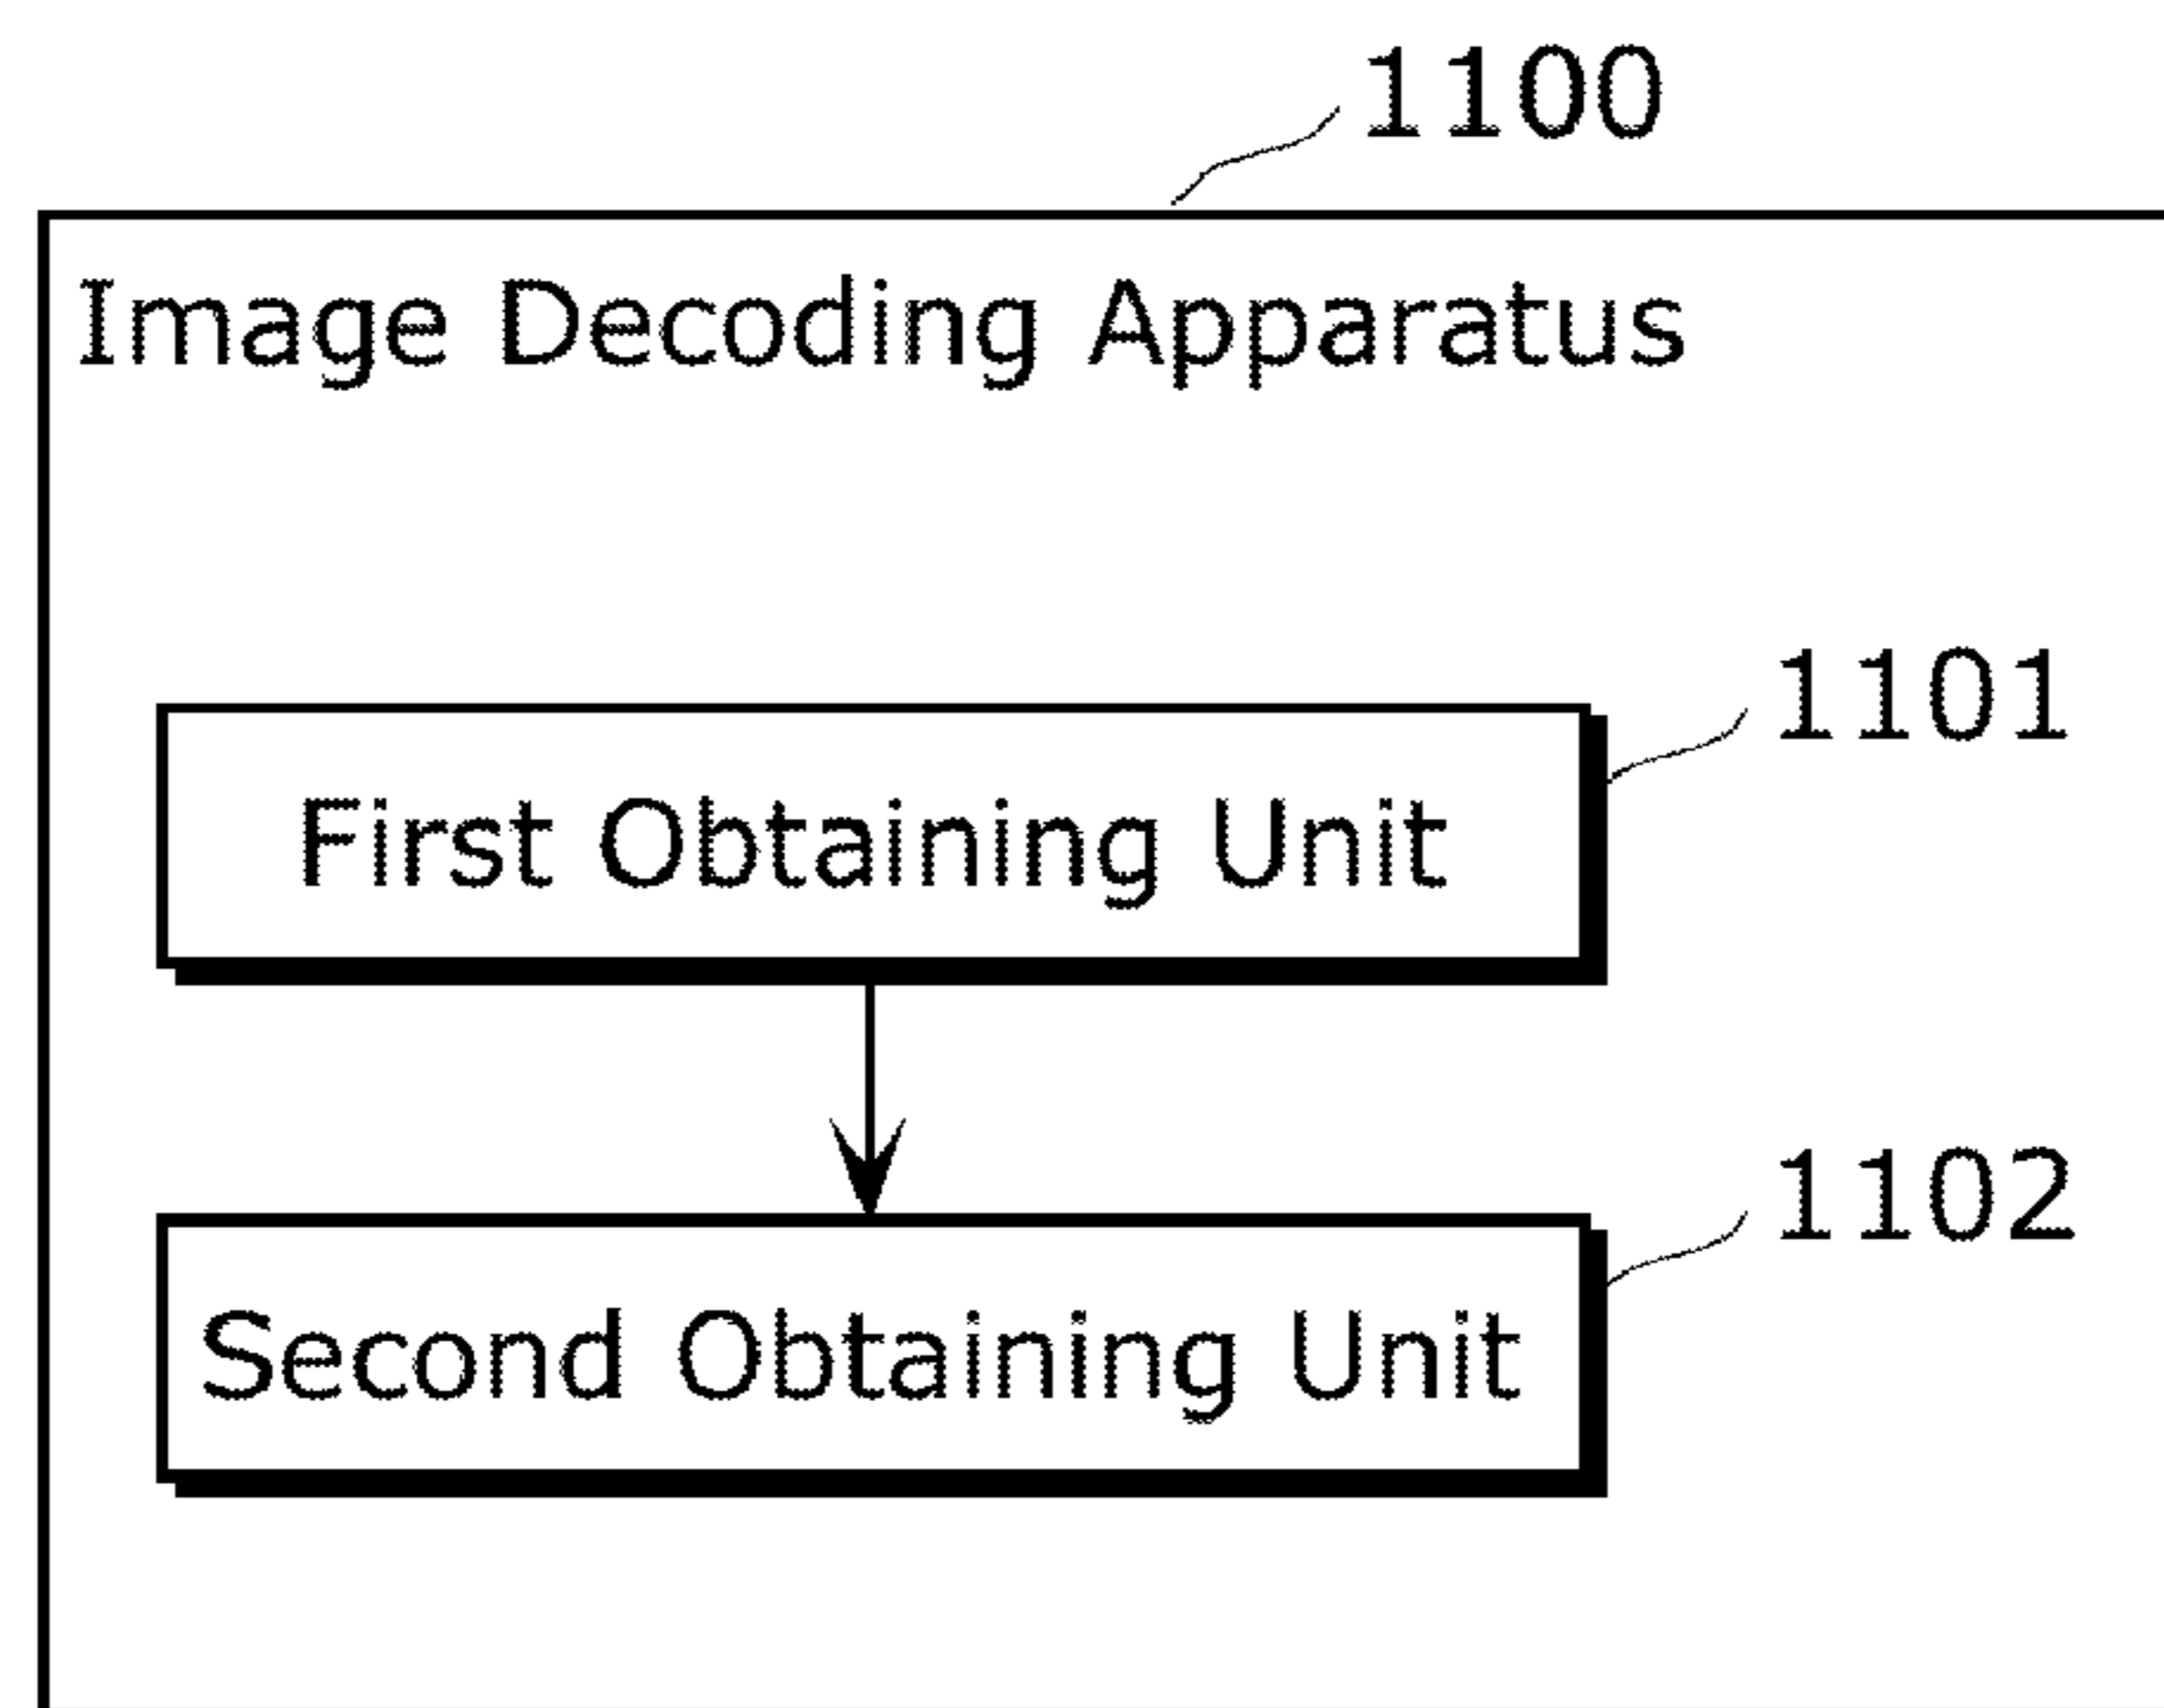 1100
Image Decoding Apparatus
1101
First Obtaining Unit
1102
Second Obtaining Unit